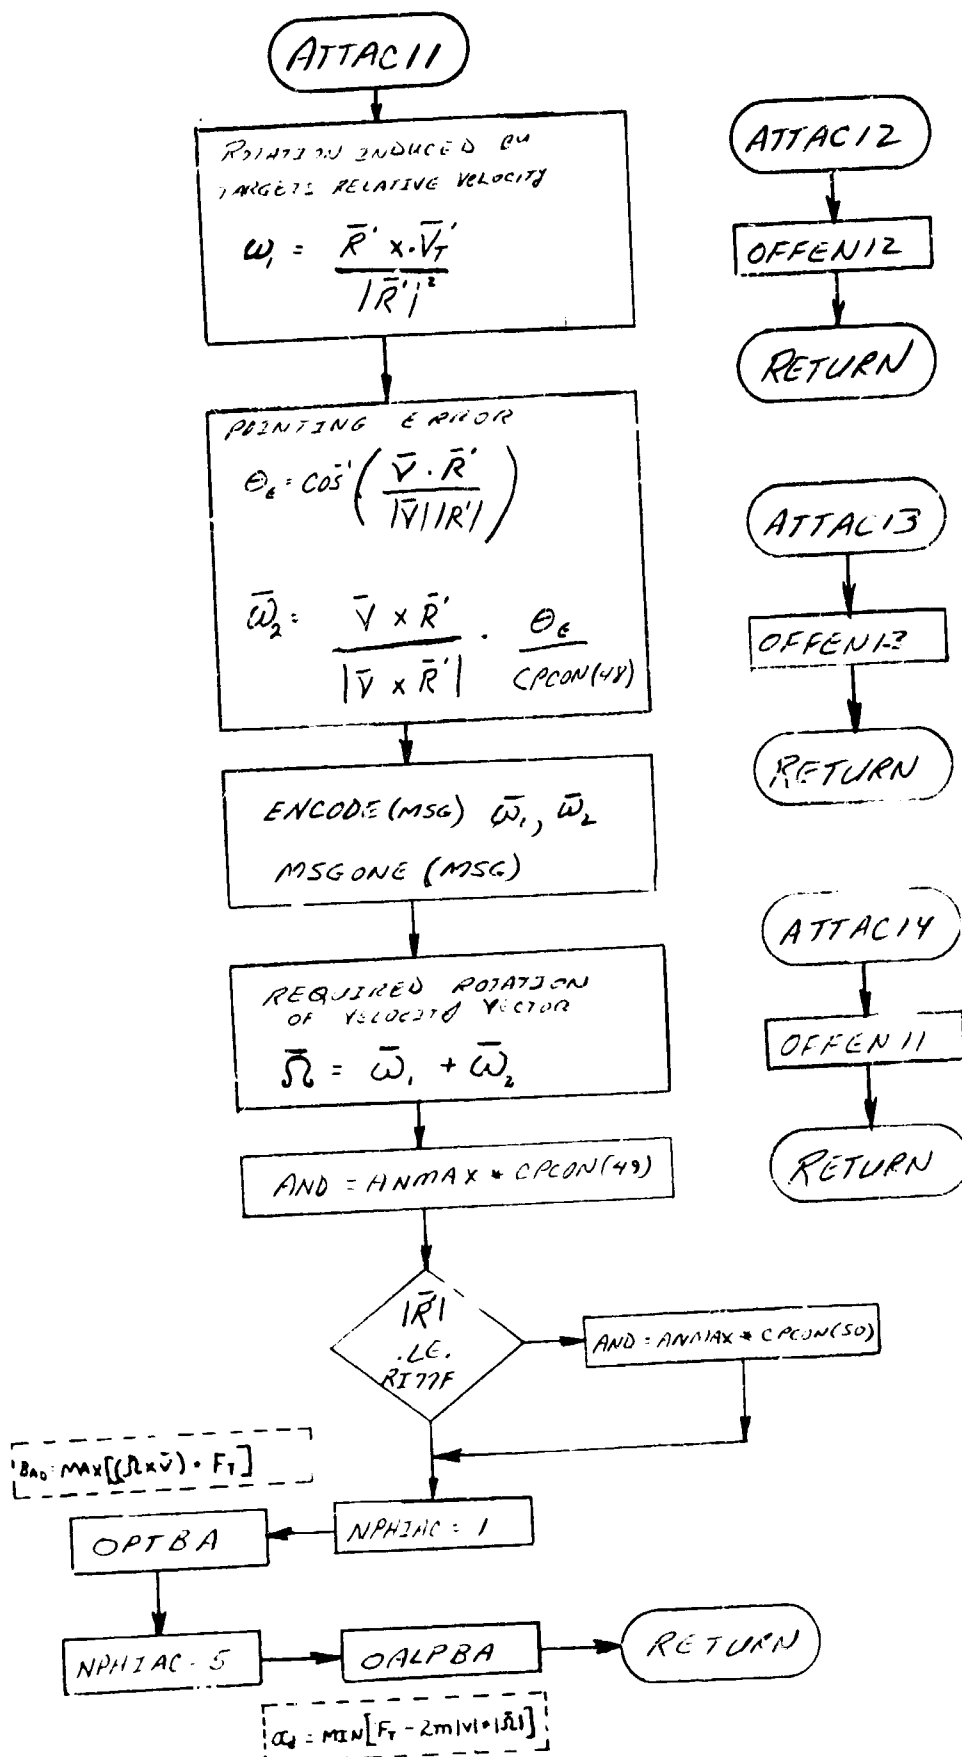 ATTAC11
ROTATION INDUCED BY
TARGETS RELATIVE VELOCITY
ω₁ = R̄' × · V̄T' / |R̄'|²
POINTING ERROR
Θε = COS⁻¹ ( V̄ · R̄' / |V̄| |R'| )
ω̄₂ = V̄ × R̄' / |V̄ × R̄'| · Θε / CPCON(48)
ENCODE (MSG) ω̄₁, ω̄₂
MSGONE (MSG)
REQUIRED ROTATION
OF VELOCITY VECTOR
Ω̄ = ω̄₁ + ω̄₂
AND = ANMAX * CPCON(49)
|R̄|
.LE.
AND = ANMAX * CPCON(50)
BAD = MAX[(Ω × V̄) · FT]
NPHIAC = 1
OPTBA
NPHIAC = 5
OALPBA
RETURN
αd = MIN[FT - 2m|V| * |Ω̄|]
ATTAC12
OFFEN12
RETURN
ATTAC13
OFFEN13
RETURN
ATTAC14
OFFEN11
RETURN